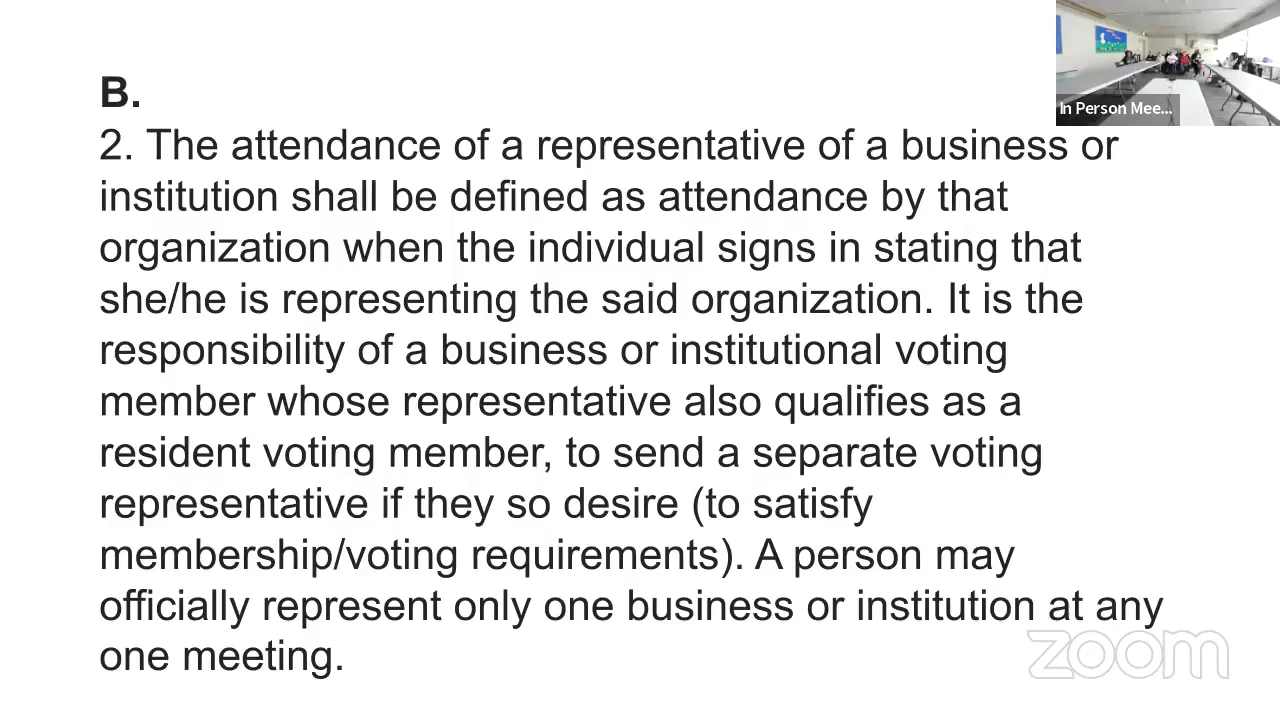 In Person Mee...
B.
2. The attendance of a representative of a business or
institution shall be defined as attendance by that
organization when the individual signs in stating that
she/he is representing the said organization. It is the
responsibility of a business or institutional voting
member whose representative also qualifies as a
resident voting member, to send a separate voting
representative if they so desire (to satisfy
membership/voting requirements). A person may
officially represent only one business or institution at any
one meeting.
zoom